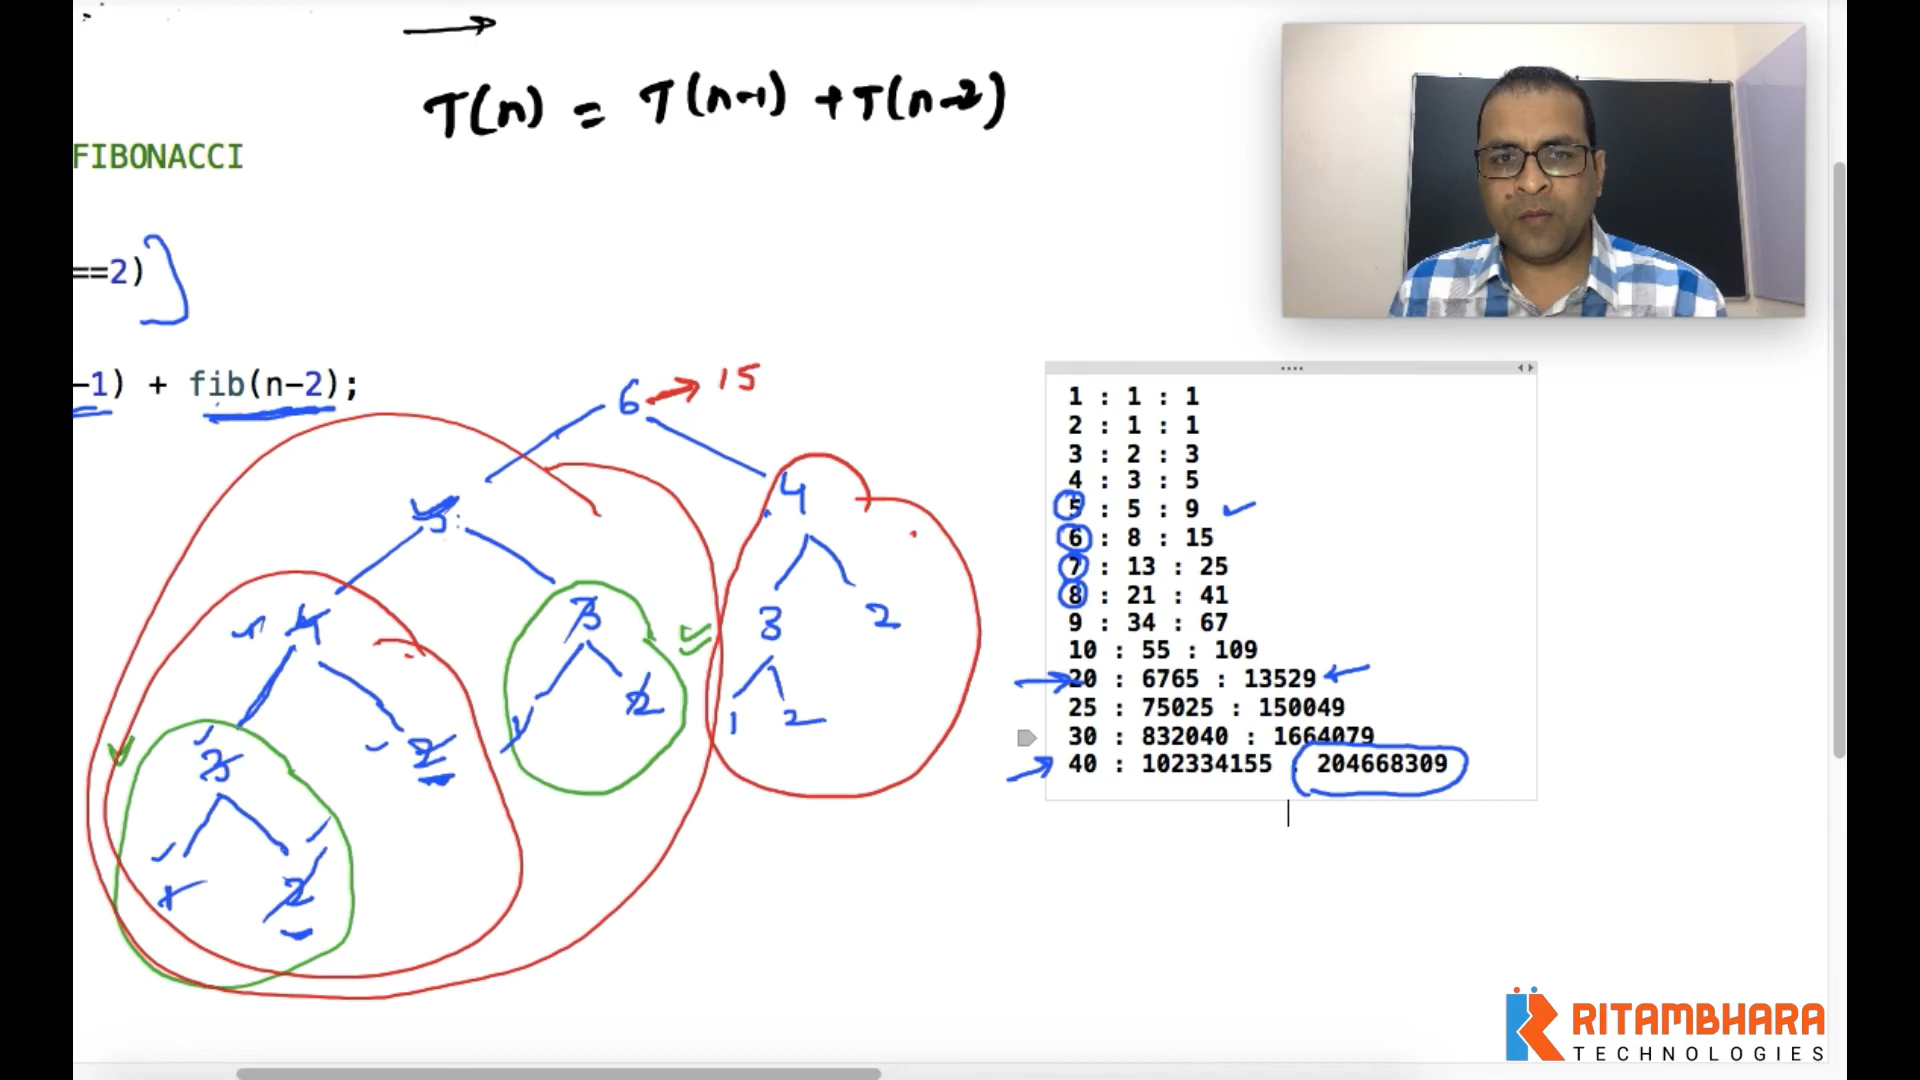 T(n) = T(n-1) + T(n-2)
FIBONACCI
==2)
-1) + fib(n-2);
6 → 15
5 4
4 3 3 2
3 2 1 2 1 2
1 2
1 : 1 : 1
2 : 1 : 1
3 : 2 : 3
4 : 3 : 5
5 : 5 : 9
6 : 8 : 15
7 : 13 : 25
8 : 21 : 41
9 : 34 : 67
10 : 55 : 109
20 : 6765 : 13529
25 : 75025 : 150049
30 : 832040 : 1664079
40 : 102334155 : 204668309
RITAMBHARA
TECHNOLOGIES